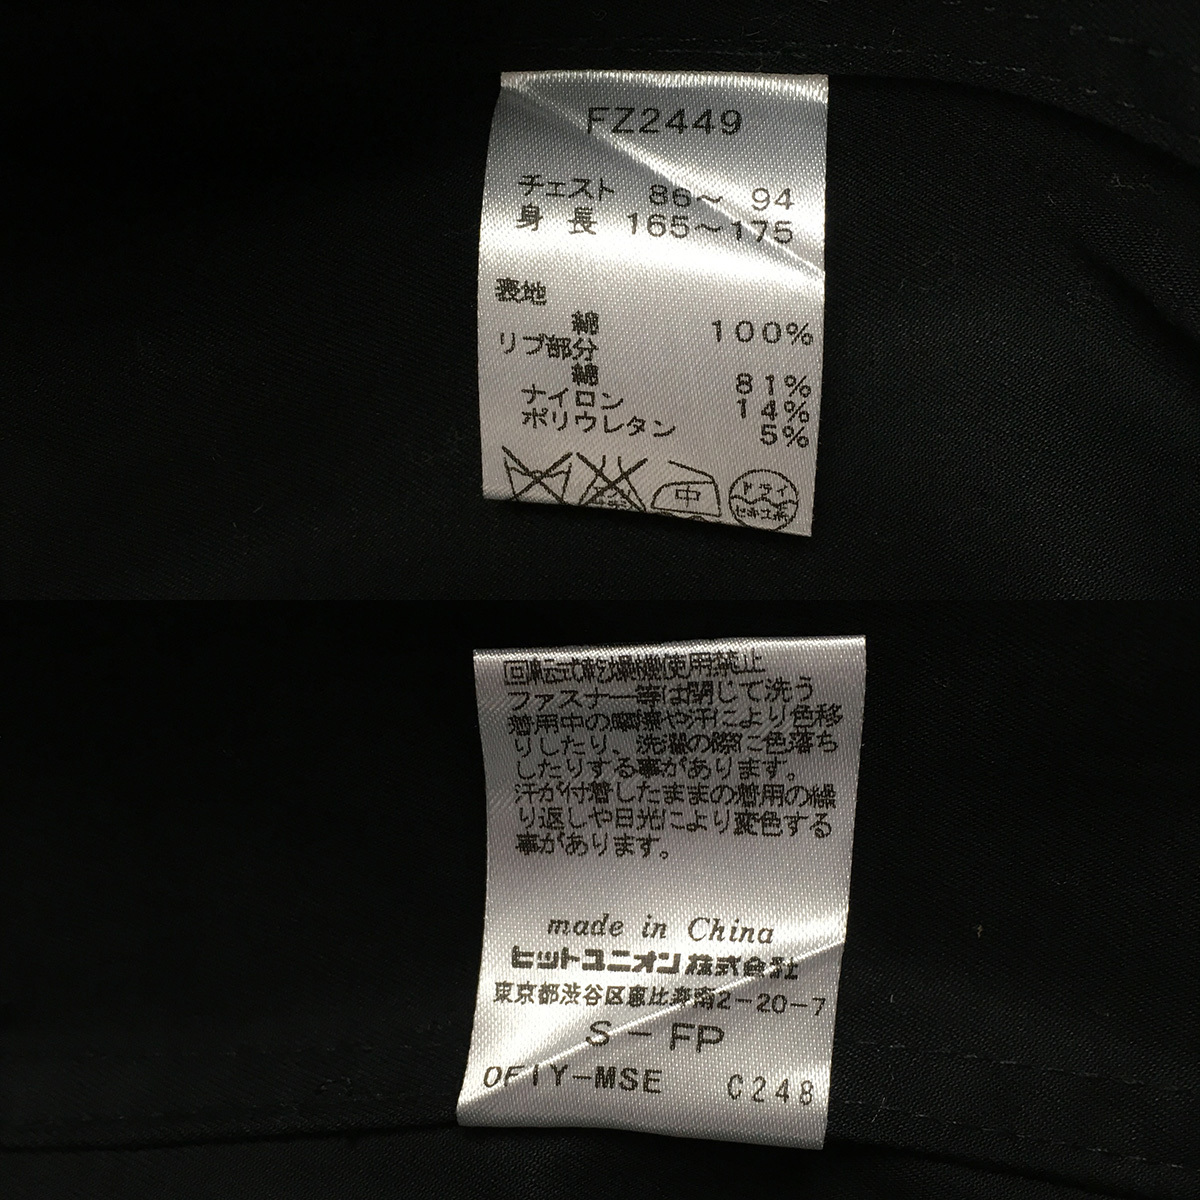 FZ2449
チェスト 86～ 94
身 長 165～175
表地
綿 100%
リブ部分
綿 81%
ナイロン 14%
ポリウレタン 5%
中
ドライ
セキユ系
回転式乾燥機使用禁止
ファスナー等は閉じて洗う
着用中の摩擦や汗により色移
りしたり、洗濯の際に色落ち
したりする事があります。
汗が付着したままの着用の繰
り返しや日光により変色する
事があります。
made in China
ヒットユニオン株式会社
東京都渋谷区恵比寿南2-20-7
S-FP
OFIY-MSE C248